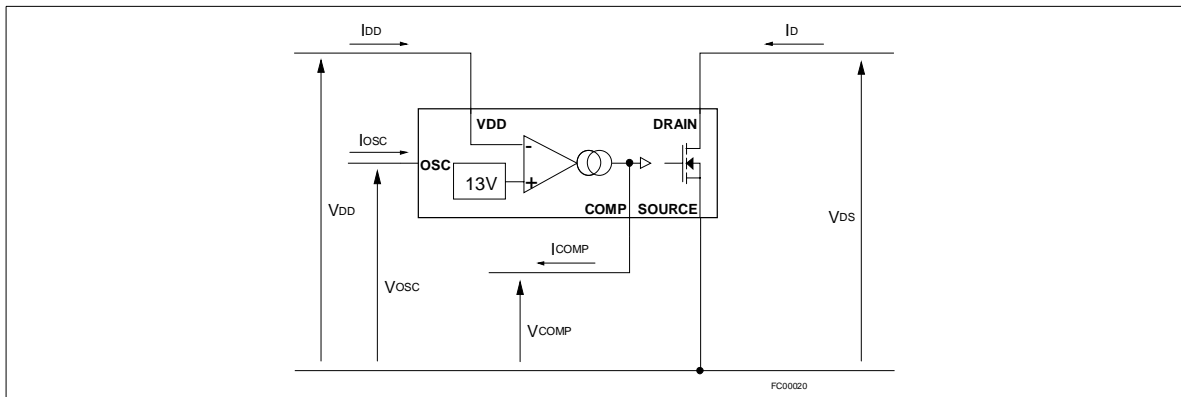 IDD
ID
VDD
DRAIN
IOSC
OSC
-
13V
+
COMP
SOURCE
VDD
VDS
ICOMP
VOSC
VCOMP
FC00020